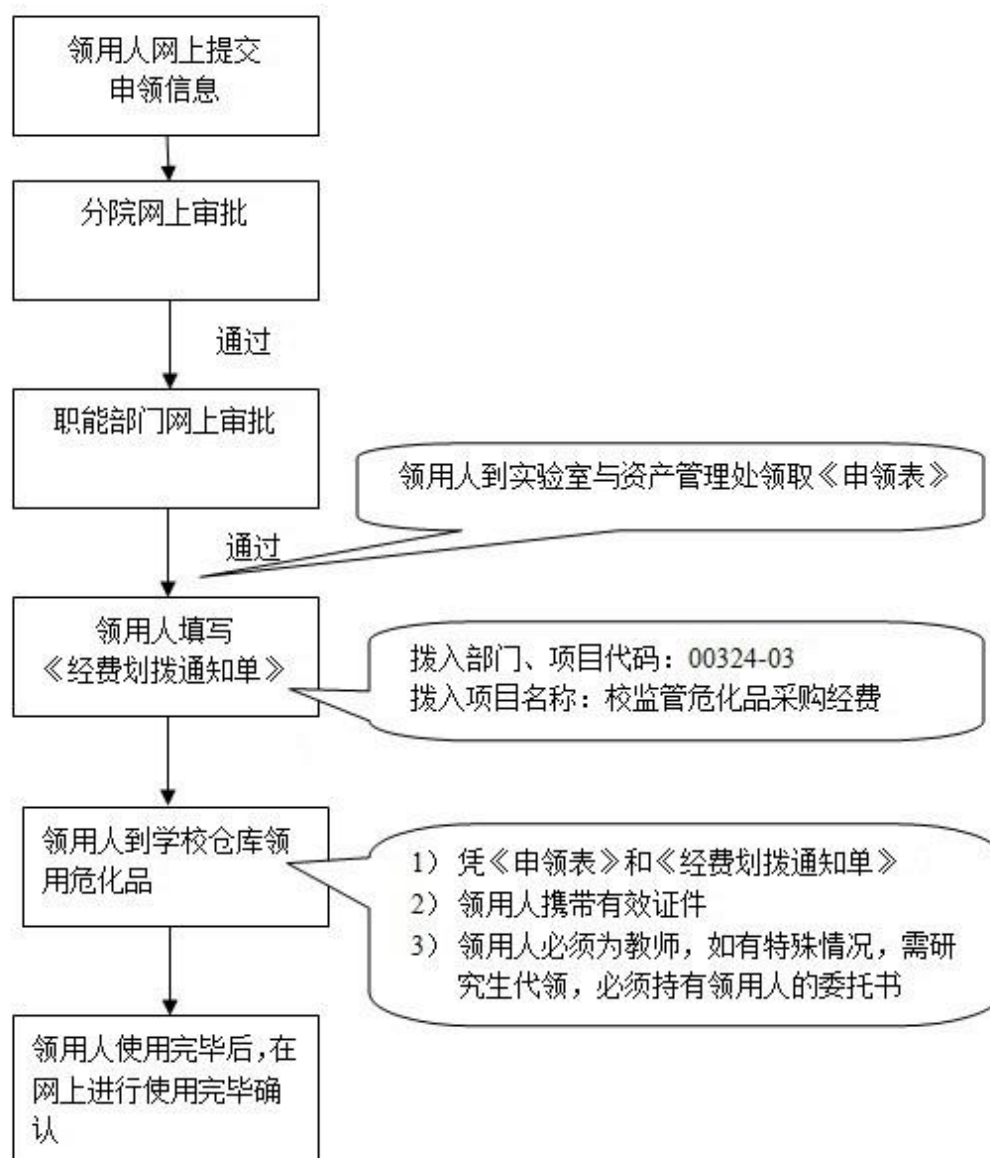 领用人网上提交
申领信息
分院网上审批
通过
职能部门网上审批
领用人到实验室与资产管理处领取《申领表》
通过
领用人填写
《经费划拨通知单》
拨入部门、项目代码：00324-03
拨入项目名称：校监管危化品采购经费
领用人到学校仓库领
用危化品
1） 凭《申领表》和《经费划拨通知单》
2） 领用人携带有效证件
3） 领用人必须为教师，如有特殊情况，需研
究生代领，必须持有领用人的委托书
领用人使用完毕后，在
网上进行使用完毕确
认